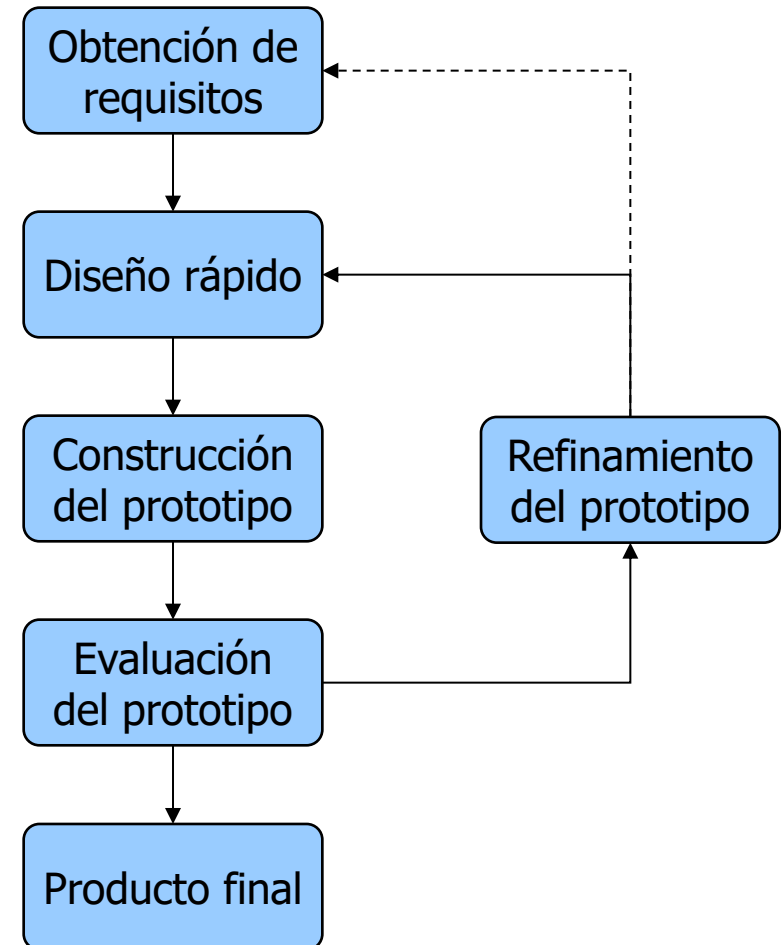 Obtención de
requisitos
Diseño rápido
Construcción
del prototipo
Refinamiento
del prototipo
Evaluación
del prototipo
Producto final